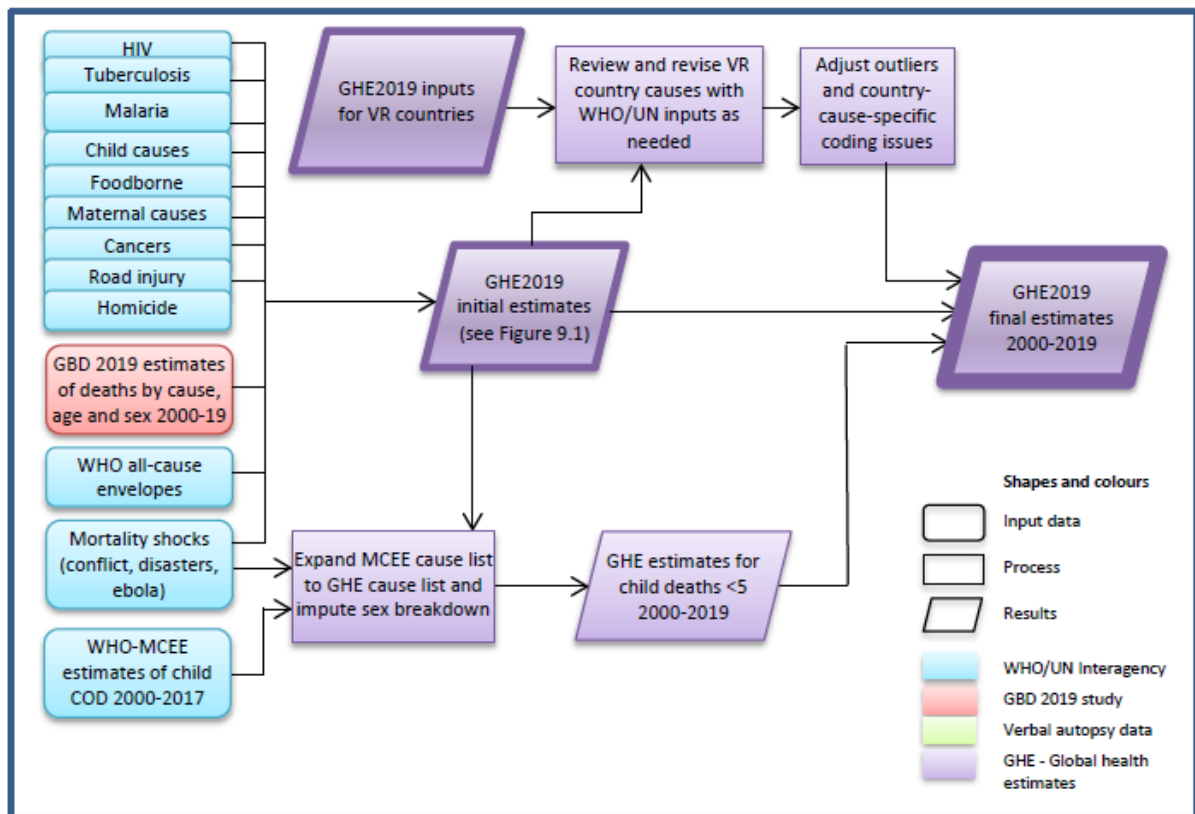 HIV
Tuberculosis
Malaria
Child causes
Foodborne
Maternal causes
Cancers
Road injury
Homicide
GBD 2019 estimates
of deaths by cause,
age and sex 2000-19
WHO all-cause
envelopes
Mortality shocks
(conflict, disasters,
ebola)
WHO-MCEE
estimates of child
COD 2000-2017
GHE2019 inputs
for VR countries
Review and revise VR
country causes with
WHO/UN inputs as
needed
Adjust outliers
and country-
cause-specific
coding issues
GHE2019
initial estimates
(see Figure 9.1)
GHE2019
final estimates
2000-2019
Expand MCEE cause list
to GHE cause list and
impute sex breakdown
GHE estimates for
child deaths <5
2000-2019
Shapes and colours
Input data
Process
Results
WHO/UN Interagency
GBD 2019 study
Verbal autopsy data
GHE - Global health
estimates